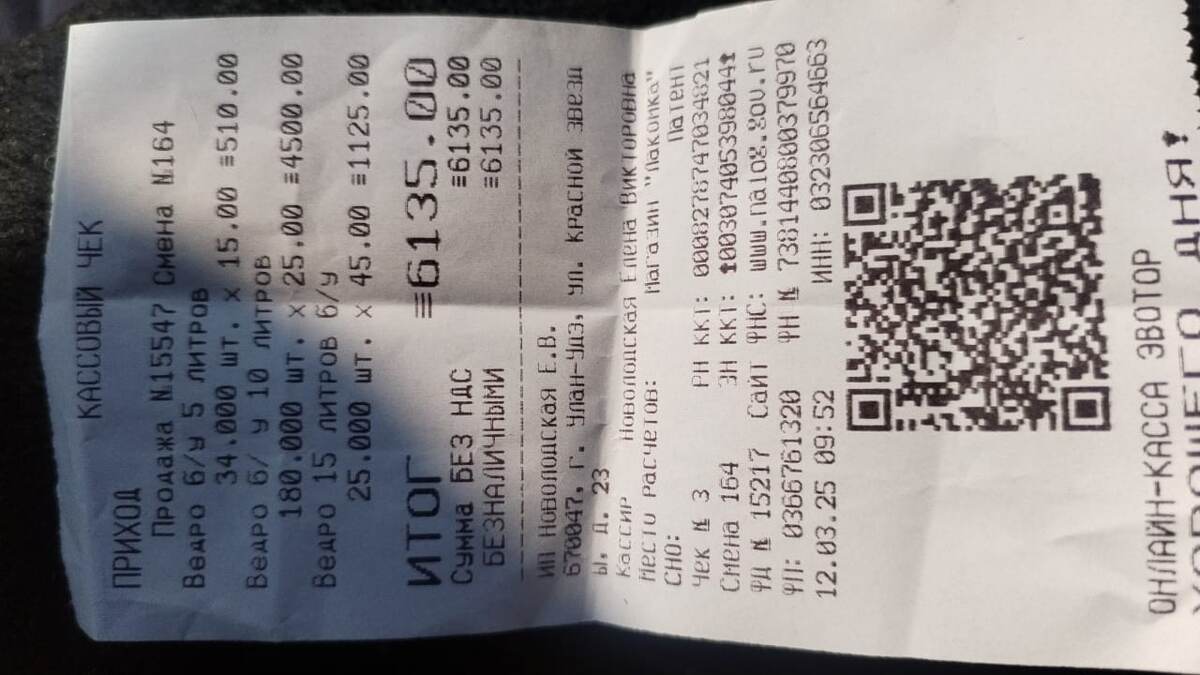 КАССОВЫЙ ЧЕК
ПРИХОД
Продажа №15547 Смена №164
Ведро б/у 5 литров
34.000 шт. x 15.00 ≡510.00
Ведро б/ у 10 литров
180.000 шт. x 25.00 ≡4500.00
Ведро 15 литров б/у
25.000 шт. x 45.00 ≡1125.00
ИТОГ ≡6135.00
Сумма БЕЗ НДС ≡6135.00
БЕЗНАЛИЧНЫМИ ≡6135.00
ИП Новолодская Е.В.
670047. г. Улан-Удэ, ул. Красной звезд
ы, д. 23
Кассир Новолодская Елена Викторовна
Место расчетов: Магазин "Лакоика"
СНО: Патент
Чек № 3 РН ККТ: 0008278747034821
Смена 164 ЗН ККТ: 10030740539804411
ФД № 15217 Сайт ФНС: www.nalog.gov.ru
ФП: 0366761320 ФН № 7381440800379970
12.03.25 09:52 ИНН: 032306564663
ОНЛАЙН-КАССА ЭВОТОР
ХОРОШЕГО ДНЯ!